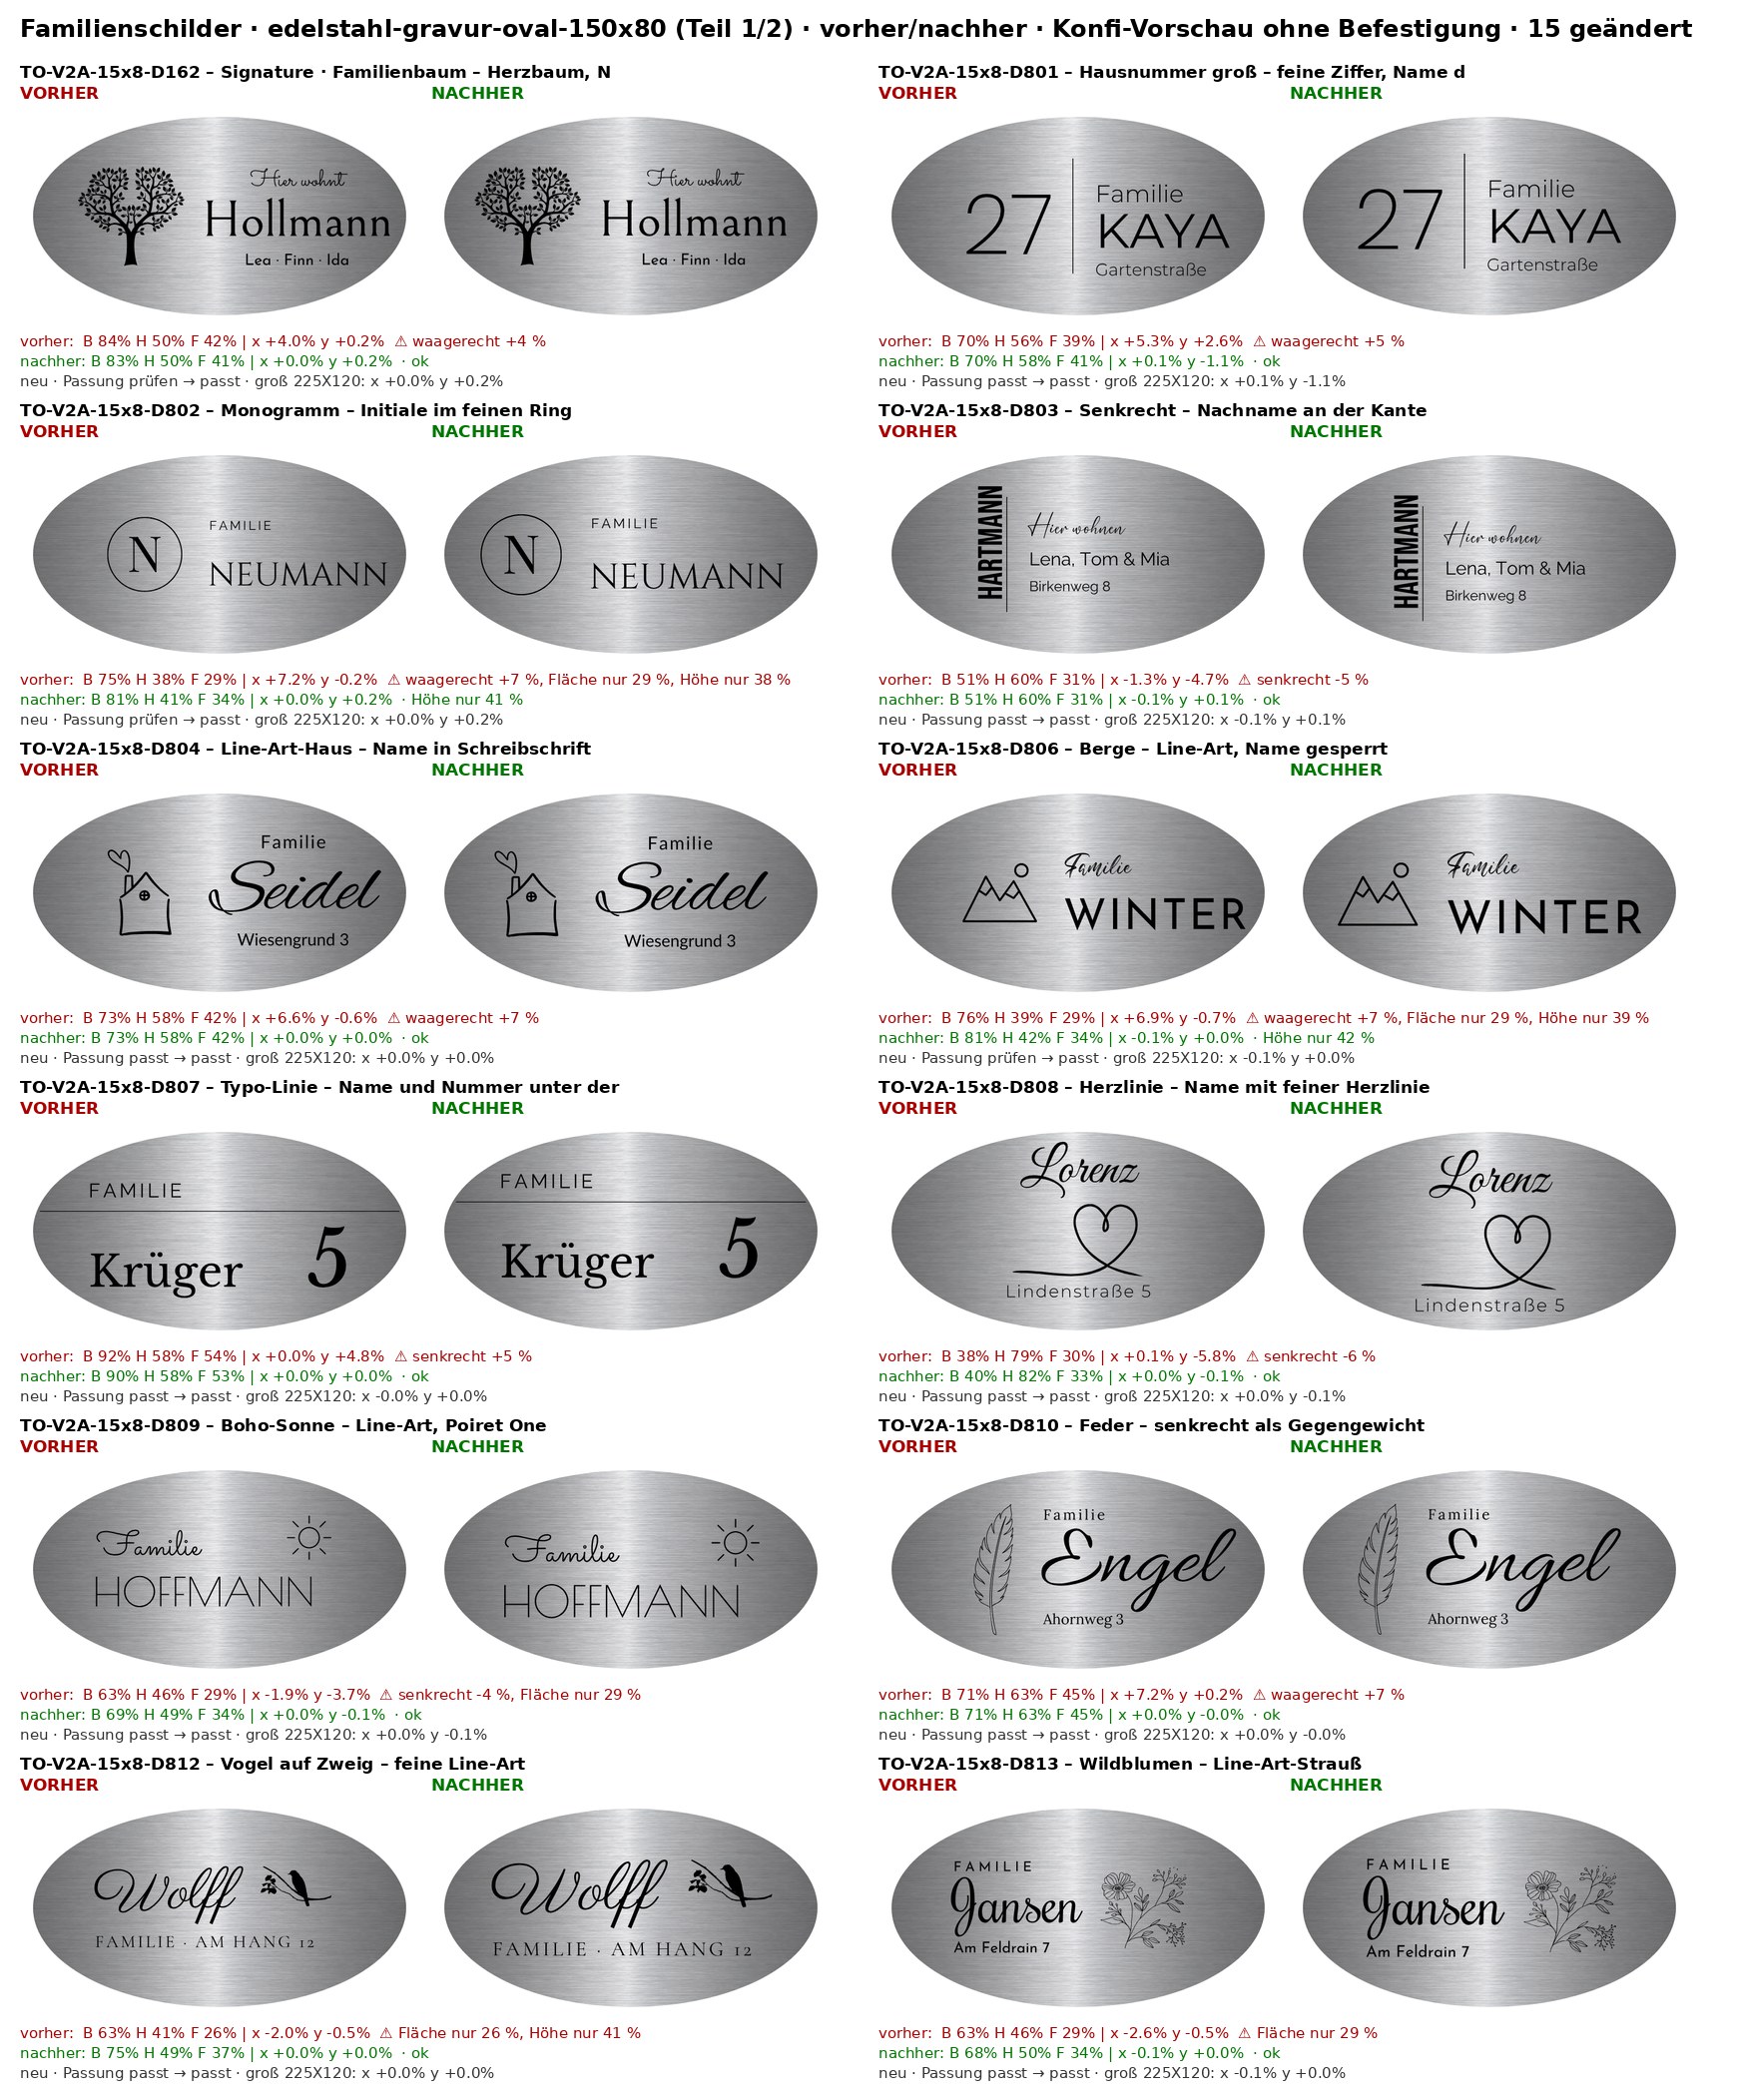 Familienschilder · edelstahl-gravur-oval-150x80 (Teil 1/2) · vorher/nachher · Konfi-Vorschau ohne Befestigung · 15 geändert
TO-V2A-15x8-D162 – Signature · Familienbaum – Herzbaum, N
VORHER NACHHER
Hier wohnt
Hollmann
Lea · Finn · Ida
Hier wohnt
Hollmann
Lea · Finn · Ida
vorher: B 84% H 50% F 42% | x +4.0% y +0.2% ⚠ waagerecht +4 %
nachher: B 83% H 50% F 41% | x +0.0% y +0.2% · ok
neu · Passung prüfen → passt · groß 225X120: x +0.0% y +0.2%
TO-V2A-15x8-D801 – Hausnummer groß – feine Ziffer, Name d
VORHER NACHHER
27
Familie
KAYA
Gartenstraße
27
Familie
KAYA
Gartenstraße
vorher: B 70% H 56% F 39% | x +5.3% y +2.6% ⚠ waagerecht +5 %
nachher: B 70% H 58% F 41% | x +0.1% y -1.1% · ok
neu · Passung passt → passt · groß 225X120: x +0.1% y -1.1%
TO-V2A-15x8-D802 – Monogramm – Initiale im feinen Ring
VORHER NACHHER
N
FAMILIE
NEUMANN
N
FAMILIE
NEUMANN
vorher: B 75% H 38% F 29% | x +7.2% y -0.2% ⚠ waagerecht +7 %, Fläche nur 29 %, Höhe nur 38 %
nachher: B 81% H 41% F 34% | x +0.0% y +0.2% · Höhe nur 41 %
neu · Passung prüfen → passt · groß 225X120: x +0.0% y +0.2%
TO-V2A-15x8-D803 – Senkrecht – Nachname an der Kante
VORHER NACHHER
HARTMANN
Hier wohnen
Lena, Tom & Mia
Birkenweg 8
HARTMANN
Hier wohnen
Lena, Tom & Mia
Birkenweg 8
vorher: B 51% H 60% F 31% | x -1.3% y -4.7% ⚠ senkrecht -5 %
nachher: B 51% H 60% F 31% | x -0.1% y +0.1% · ok
neu · Passung passt → passt · groß 225X120: x -0.1% y +0.1%
TO-V2A-15x8-D804 – Line-Art-Haus – Name in Schreibschrift
VORHER NACHHER
Familie
Seidel
Wiesengrund 3
Familie
Seidel
Wiesengrund 3
vorher: B 73% H 58% F 42% | x +6.6% y -0.6% ⚠ waagerecht +7 %
nachher: B 73% H 58% F 42% | x +0.0% y +0.0% · ok
neu · Passung passt → passt · groß 225X120: x +0.0% y +0.0%
TO-V2A-15x8-D806 – Berge – Line-Art, Name gesperrt
VORHER NACHHER
Familie
WINTER
Familie
WINTER
vorher: B 76% H 39% F 29% | x +6.9% y -0.7% ⚠ waagerecht +7 %, Fläche nur 29 %, Höhe nur 39 %
nachher: B 81% H 42% F 34% | x -0.1% y +0.0% · Höhe nur 42 %
neu · Passung prüfen → passt · groß 225X120: x -0.1% y +0.0%
TO-V2A-15x8-D807 – Typo-Linie – Name und Nummer unter der
VORHER NACHHER
FAMILIE
Krüger 5
FAMILIE
Krüger 5
vorher: B 92% H 58% F 54% | x +0.0% y +4.8% ⚠ senkrecht +5 %
nachher: B 90% H 58% F 53% | x +0.0% y +0.0% · ok
neu · Passung passt → passt · groß 225X120: x -0.0% y +0.0%
TO-V2A-15x8-D808 – Herzlinie – Name mit feiner Herzlinie
VORHER NACHHER
Lorenz
Lindenstraße 5
Lorenz
Lindenstraße 5
vorher: B 38% H 79% F 30% | x +0.1% y -5.8% ⚠ senkrecht -6 %
nachher: B 40% H 82% F 33% | x +0.0% y -0.1% · ok
neu · Passung passt → passt · groß 225X120: x +0.0% y -0.1%
TO-V2A-15x8-D809 – Boho-Sonne – Line-Art, Poiret One
VORHER NACHHER
Familie
HOFFMANN
Familie
HOFFMANN
vorher: B 63% H 46% F 29% | x -1.9% y -3.7% ⚠ senkrecht -4 %, Fläche nur 29 %
nachher: B 69% H 49% F 34% | x +0.0% y -0.1% · ok
neu · Passung passt → passt · groß 225X120: x +0.0% y -0.1%
TO-V2A-15x8-D810 – Feder – senkrecht als Gegengewicht
VORHER NACHHER
Familie
Engel
Ahornweg 3
Familie
Engel
Ahornweg 3
vorher: B 71% H 63% F 45% | x +7.2% y +0.2% ⚠ waagerecht +7 %
nachher: B 71% H 63% F 45% | x +0.0% y -0.0% · ok
neu · Passung passt → passt · groß 225X120: x +0.0% y -0.0%
TO-V2A-15x8-D812 – Vogel auf Zweig – feine Line-Art
VORHER NACHHER
Wolff
FAMILIE · AM HANG 12
Wolff
FAMILIE · AM HANG 12
vorher: B 63% H 41% F 26% | x -2.0% y -0.5% ⚠ Fläche nur 26 %, Höhe nur 41 %
nachher: B 75% H 49% F 37% | x +0.0% y +0.0% · ok
neu · Passung passt → passt · groß 225X120: x +0.0% y +0.0%
TO-V2A-15x8-D813 – Wildblumen – Line-Art-Strauß
VORHER NACHHER
FAMILIE
Jansen
Am Feldrain 7
FAMILIE
Jansen
Am Feldrain 7
vorher: B 63% H 46% F 29% | x -2.6% y -0.5% ⚠ Fläche nur 29 %
nachher: B 68% H 50% F 34% | x -0.1% y +0.0% · ok
neu · Passung passt → passt · groß 225X120: x -0.1% y +0.0%